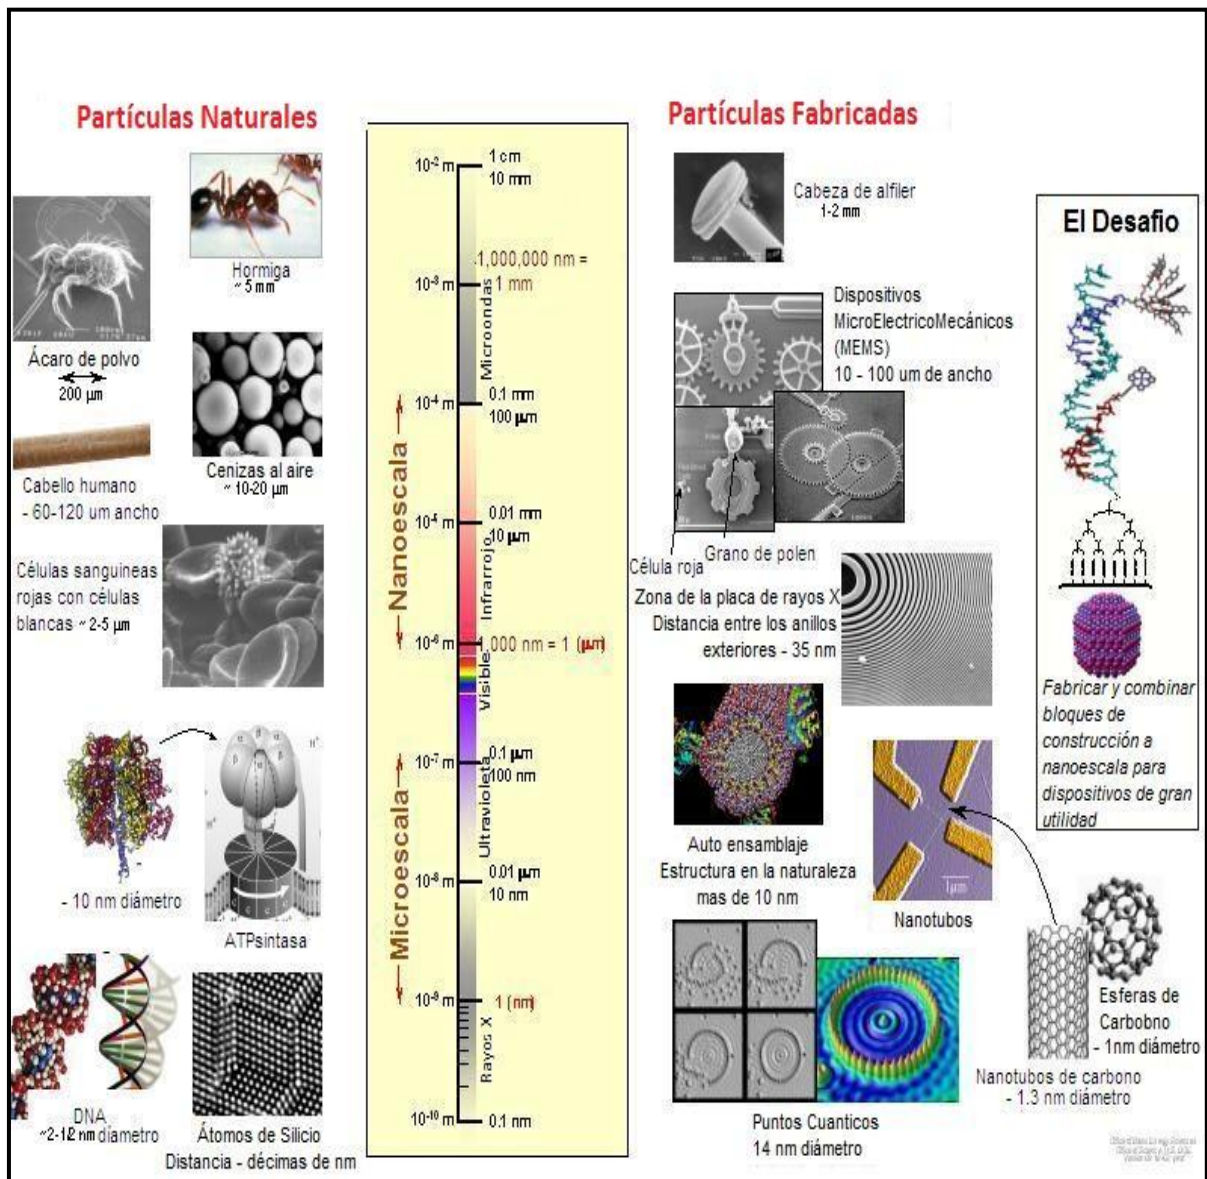 Partículas Naturales
Hormiga
~ 5 mm
Ácaro de polvo
200 µm
Cenizas al aire
~ 10-20 µm
Cabello humano
- 60-120 um ancho
Células sanguineas
rojas con células
blancas ~ 2-5 µm
- 10 nm diámetro
ATPsintasa
DNA
Átomos de Silicio
Distancia - décimas de nm
10-2 m
1 cm
10 mm
1,000,000 nm =
1 mm
10-3 m
Microondas
10-4 m
0.1 mm
100 µm
Nanoescala
10-5 m
0.01 mm
10 µm
Infrarrojo
10-6 m
1,000 nm = 1 (µm)
Visible
10-7 m
0.1 µm
100 nm
Ultravioleta
Microescala
10-8 m
0.01 µm
10 nm
10-9 m
1 (nm)
Rayos X
10-10 m
0.1 nm
Partículas Fabricadas
Cabeza de alfiler
1-2 mm
Dispositivos
MicroElectricoMecánicos
(MEMS)
10 - 100 um de ancho
Grano de polen
Célula roja
Zona de la placa de rayos X
Distancia entre los anillos
exteriores - 35 nm
Auto ensamblaje
Estructura en la naturaleza
mas de 10 nm
1µm
Nanotubos
Esferas de
Carbobno
- 1nm diámetro
Nanotubos de carbono
- 1.3 nm diámetro
Puntos Cuanticos
14 nm diámetro
El Desafio
Fabricar y combinar
bloques de
construcción a
nanoescala para
dispositivos de gran
utilidad